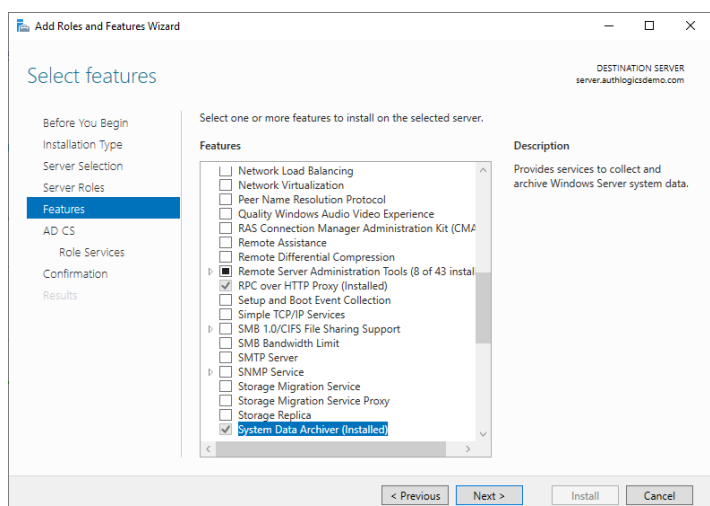 Add Roles and Features Wizard
Select features
DESTINATION SERVER
server.authlogicsdemo.com
Before You Begin
Installation Type
Server Selection
Server Roles
Features
AD CS
Role Services
Confirmation
Results
Select one or more features to install on the selected server.
Features
Network Load Balancing
Network Virtualization
Peer Name Resolution Protocol
Quality Windows Audio Video Experience
RAS Connection Manager Administration Kit (CMA
Remote Assistance
Remote Differential Compression
Remote Server Administration Tools (8 of 43 instal
RPC over HTTP Proxy (Installed)
Setup and Boot Event Collection
Simple TCP/IP Services
SMB 1.0/CIFS File Sharing Support
SMB Bandwidth Limit
SMTP Server
SNMP Service
Storage Migration Service
Storage Migration Service Proxy
Storage Replica
System Data Archiver (Installed)
Description
Provides services to collect and
archive Windows Server system data.
< Previous
Next >
Install
Cancel